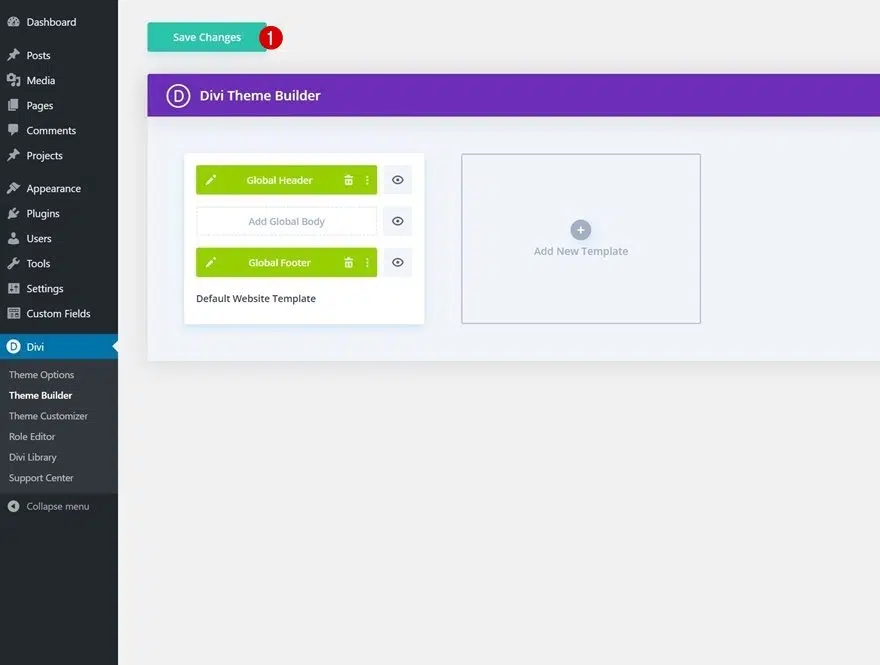 Dashboard
Posts
Media
Pages
Comments
Projects
Appearance
Plugins
Users
Tools
Settings
Custom Fields
D Divi
Theme Options
Theme Builder
Theme Customizer
Role Editor
Divi Library
Support Center
Collapse menu
Save Changes 1
D Divi Theme Builder
Global Header
Add Global Body
Global Footer
Default Website Template
Add New Template